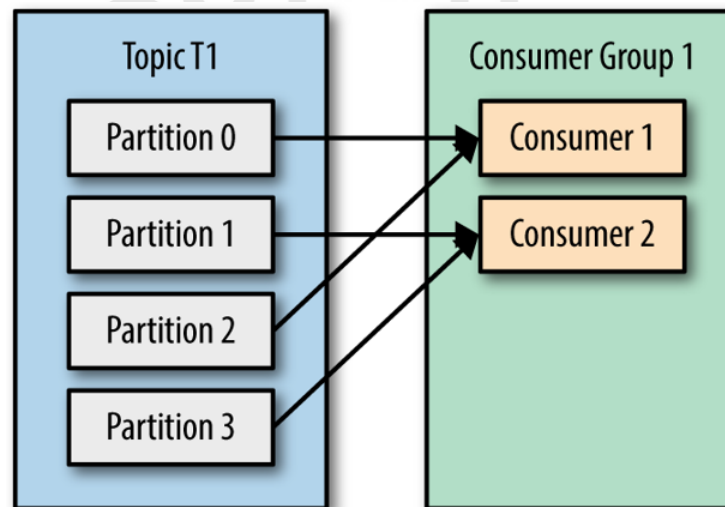 Topic T1
Partition 0
Partition 1
Partition 2
Partition 3
Consumer Group 1
Consumer 1
Consumer 2